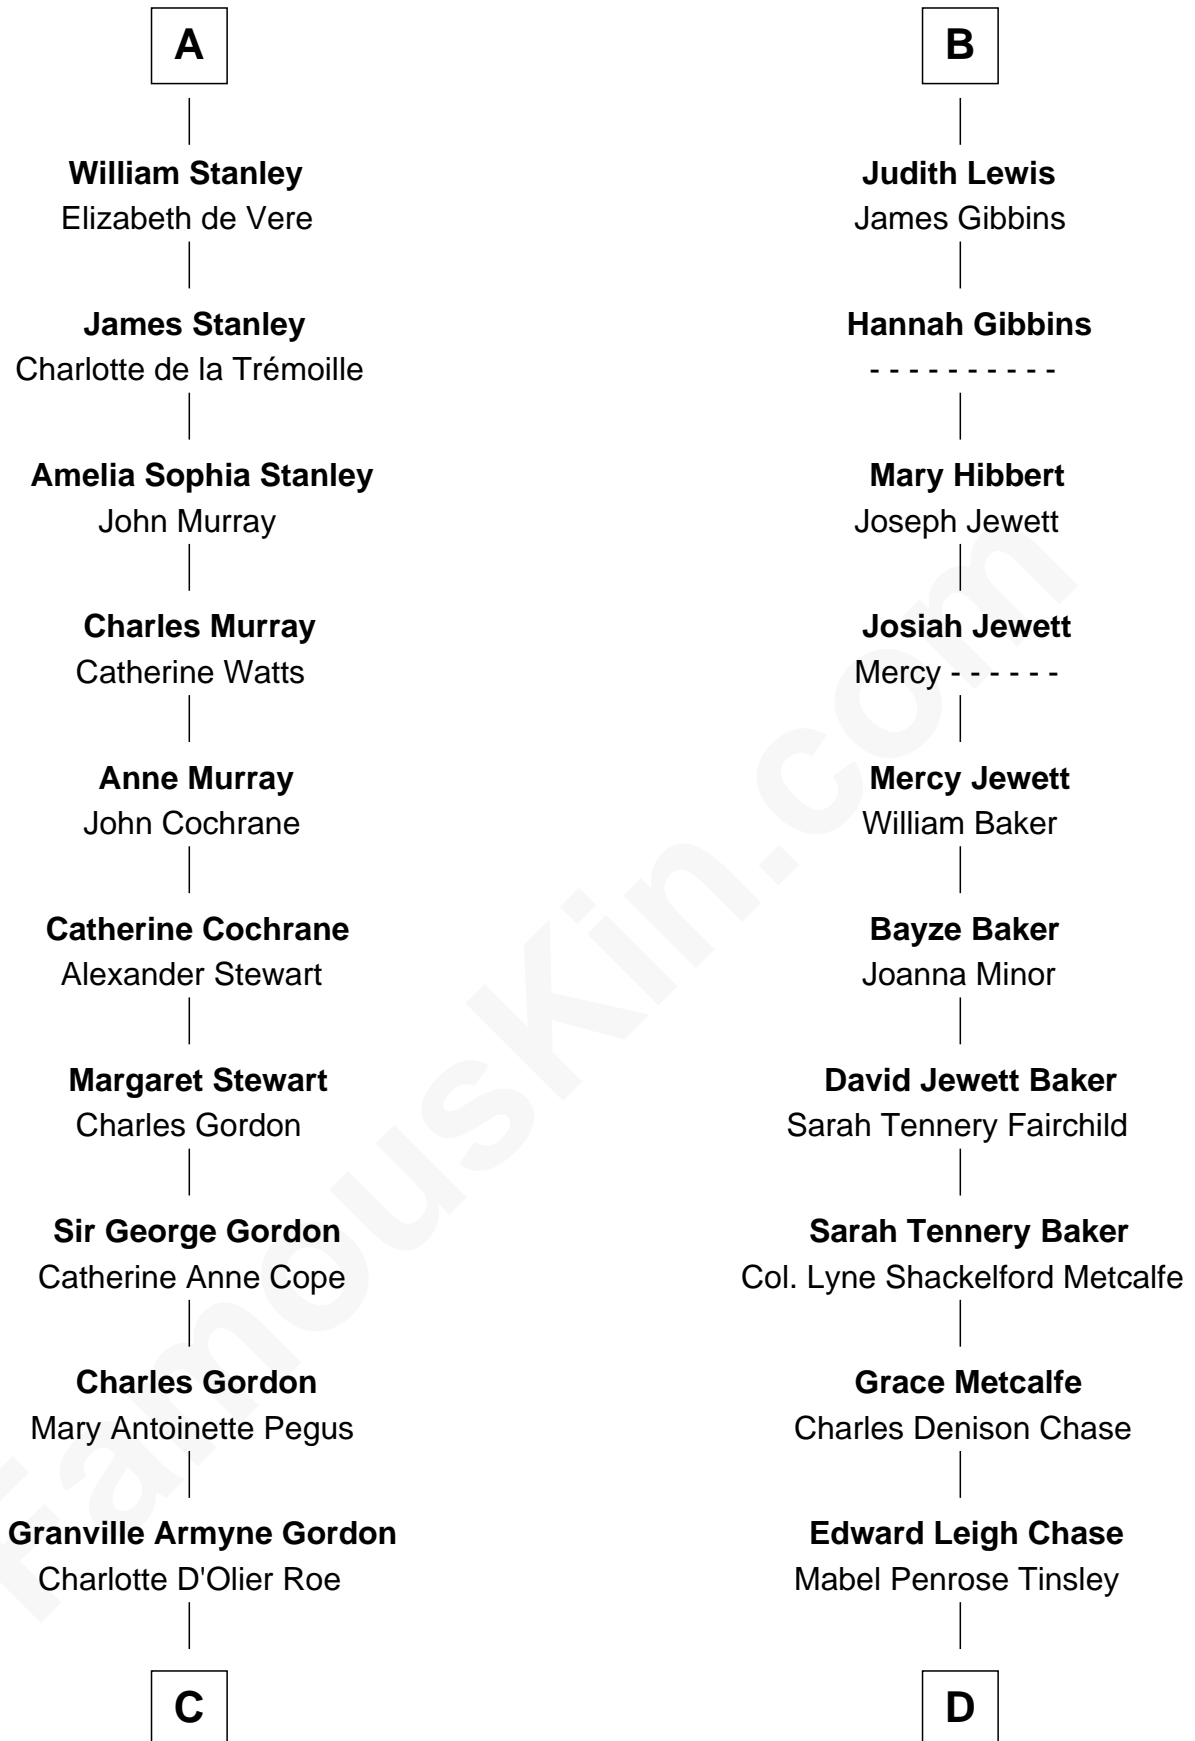 A
William Stanley
Elizabeth de Vere
James Stanley
Charlotte de la Trémoille
Amelia Sophia Stanley
John Murray
Charles Murray
Catherine Watts
Anne Murray
John Cochrane
Catherine Cochrane
Alexander Stewart
Margaret Stewart
Charles Gordon
Sir George Gordon
Catherine Anne Cope
Charles Gordon
Mary Antoinette Pegus
Granville Armyne Gordon
Charlotte D'Olier Roe
C
B
Judith Lewis
James Gibbins
Hannah Gibbins
- - - - - - - - - -
Mary Hibbert
Joseph Jewett
Josiah Jewett
Mercy - - - - - -
Mercy Jewett
William Baker
Bayze Baker
Joanna Minor
David Jewett Baker
Sarah Tennery Fairchild
Sarah Tennery Baker
Col. Lyne Shackelford Metcalfe
Grace Metcalfe
Charles Denison Chase
Edward Leigh Chase
Mabel Penrose Tinsley
D
FamousKin.com